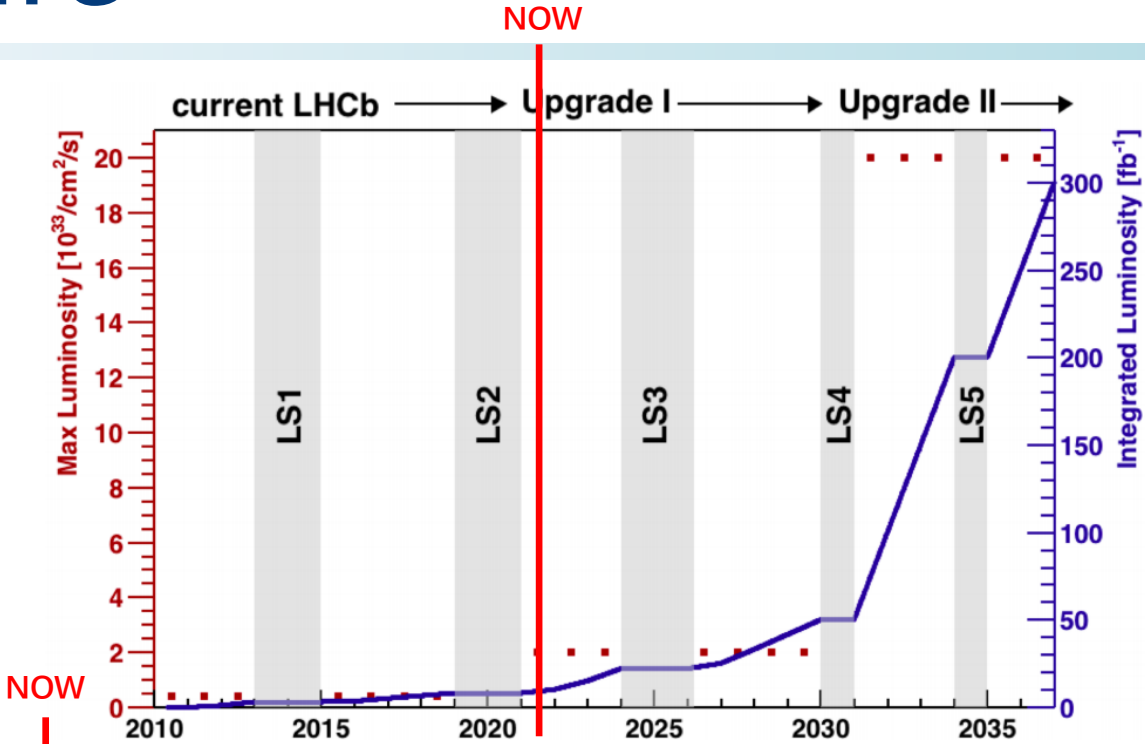 NOW
current LHCb
Upgrade I
Upgrade II
Max Luminosity [10³³/cm²/s]
20
18
16
14
12
10
8
6
4
2
0
LS1
LS2
LS3
LS4
LS5
300
250
200
150
100
50
0
Integrated Luminosity [fb⁻¹]
NOW
2010
2015
2020
2025
2030
2035